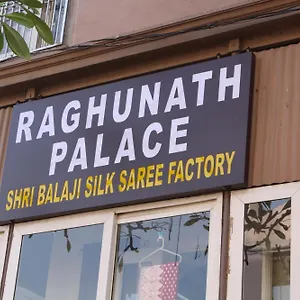 RAGHUNATH
PALACE
SHRI BALAJI SILK SAREE FACTORY